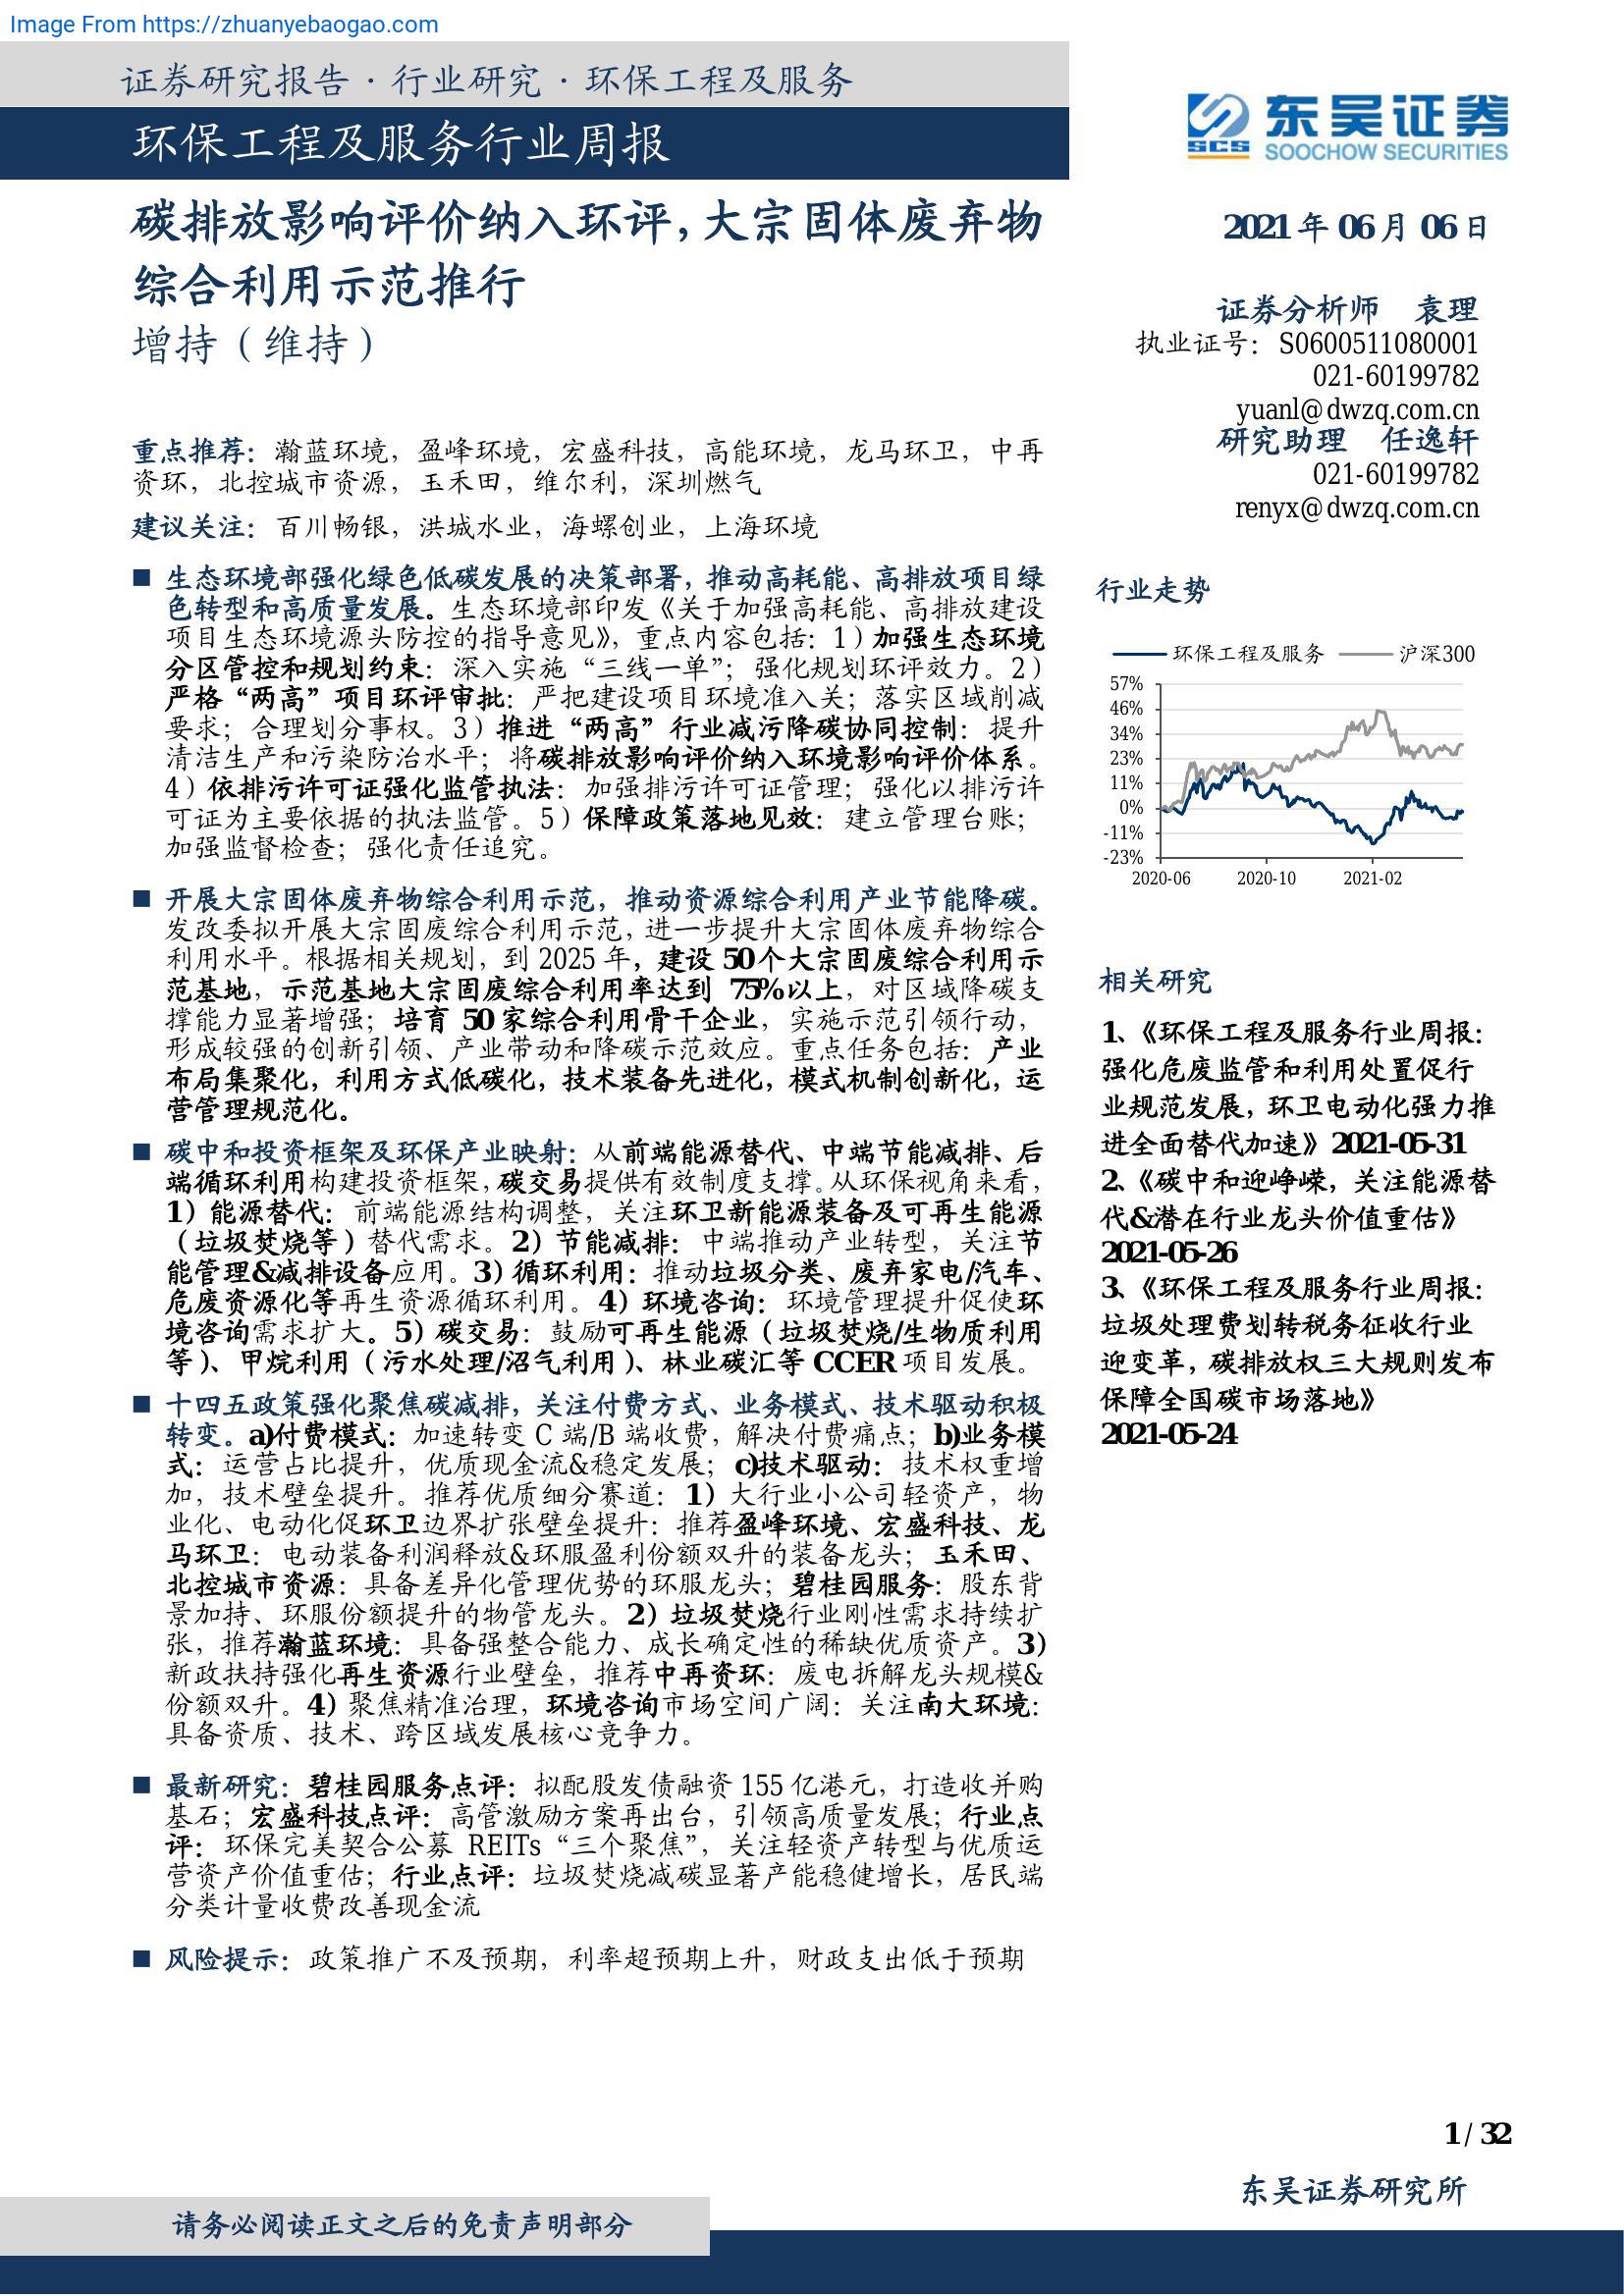 Image From https://zhuanyebaogao.com
证券研究报告 · 行业研究 · 环保工程及服务
环保工程及服务行业周报
东吴证券
SCS
SOOCHOW SECURITIES
碳排放影响评价纳入环评，大宗固体废弃物
综合利用示范推行
增持（维持）
2021 年 06 月 06 日
证券分析师 袁理
执业证号：S0600511080001
021-60199782
yuanl@dwzq.com.cn
研究助理 任逸轩
021-60199782
renyx@dwzq.com.cn
重点推荐：瀚蓝环境，盈峰环境，宏盛科技，高能环境，龙马环卫，中再
资环，北控城市资源，玉禾田，维尔利，深圳燃气
建议关注：百川畅银，洪城水业，海螺创业，上海环境
■ 生态环境部强化绿色低碳发展的决策部署，推动高耗能、高排放项目绿
色转型和高质量发展。生态环境部印发《关于加强高耗能、高排放建设
项目生态环境源头防控的指导意见》，重点内容包括：1）加强生态环境
分区管控和规划约束：深入实施“三线一单”；强化规划环评效力。2）
严格“两高”项目环评审批：严把建设项目环境准入关；落实区域削减
要求；合理划分事权。3）推进“两高”行业减污降碳协同控制：提升
清洁生产和污染防治水平；将碳排放影响评价纳入环境影响评价体系。
4）依排污许可证强化监管执法：加强排污许可证管理；强化以排污许
可证为主要依据的执法监管。5）保障政策落地见效：建立管理台账；
加强监督检查；强化责任追究。
■ 开展大宗固体废弃物综合利用示范，推动资源综合利用产业节能降碳。
发改委拟开展大宗固废综合利用示范，进一步提升大宗固体废弃物综合
利用水平。根据相关规划，到 2025 年，建设 50 个大宗固废综合利用示
范基地，示范基地大宗固废综合利用率达到 75%以上，对区域降碳支
撑能力显著增强；培育 50 家综合利用骨干企业，实施示范引领行动，
形成较强的创新引领、产业带动和降碳示范效应。重点任务包括：产业
布局集聚化，利用方式低碳化，技术装备先进化，模式机制创新化，运
营管理规范化。
■ 碳中和投资框架及环保产业映射：从前端能源替代、中端节能减排、后
端循环利用构建投资框架，碳交易提供有效制度支撑。从环保视角来看，
1）能源替代：前端能源结构调整，关注环卫新能源装备及可再生能源
（垃圾焚烧等）替代需求。2）节能减排：中端推动产业转型，关注节
能管理&减排设备应用。3）循环利用：推动垃圾分类、废弃家电/汽车、
危废资源化等再生资源循环利用。4）环境咨询：环境管理提升促使环
境咨询需求扩大。5）碳交易：鼓励可再生能源（垃圾焚烧/生物质利用
等）、甲烷利用（污水处理/沼气利用）、林业碳汇等 CCER 项目发展。
■ 十四五政策强化聚焦碳减排，关注付费方式、业务模式、技术驱动积极
转变。a)付费模式：加速转变 C 端/B 端收费，解决付费痛点；b)业务模
式：运营占比提升，优质现金流&稳定发展；c)技术驱动：技术权重增
加，技术壁垒提升。推荐优质细分赛道：1）大行业小公司轻资产，物
业化、电动化促环卫边界扩张壁垒提升：推荐盈峰环境、宏盛科技、龙
马环卫：电动装备利润释放&环服盈利份额双升的装备龙头；玉禾田、
北控城市资源：具备差异化管理优势的环服龙头；碧桂园服务：股东背
景加持、环服份额提升的物管龙头。2）垃圾焚烧行业刚性需求持续扩
张，推荐瀚蓝环境：具备强整合能力、成长确定性的稀缺优质资产。3）
新政扶持强化再生资源行业壁垒，推荐中再资环：废电拆解龙头规模&
份额双升。4）聚焦精准治理，环境咨询市场空间广阔：关注南大环境：
具备资质、技术、跨区域发展核心竞争力。
■ 最新研究：碧桂园服务点评：拟配股发债融资 155 亿港元，打造收并购
基石；宏盛科技点评：高管激励方案再出台，引领高质量发展；行业点
评：环保完美契合公募 REITs“三个聚焦”，关注轻资产转型与优质运
营资产价值重估；行业点评：垃圾焚烧减碳显著产能稳健增长，居民端
分类计量收费改善现金流
■ 风险提示：政策推广不及预期，利率超预期上升，财政支出低于预期
行业走势
环保工程及服务 沪深300
57%
46%
34%
23%
11%
0%
-11%
-23%
2020-06 2020-10 2021-02
相关研究
1、《环保工程及服务行业周报：
强化危废监管和利用处置促行
业规范发展，环卫电动化强力推
进全面替代加速》2021-05-31
2、《碳中和迎峥嵘，关注能源替
代&潜在行业龙头价值重估》
2021-05-26
3、《环保工程及服务行业周报：
垃圾处理费划转税务征收行业
迎变革，碳排放权三大规则发布
保障全国碳市场落地》
2021-05-24
1 / 32
东吴证券研究所
请务必阅读正文之后的免责声明部分